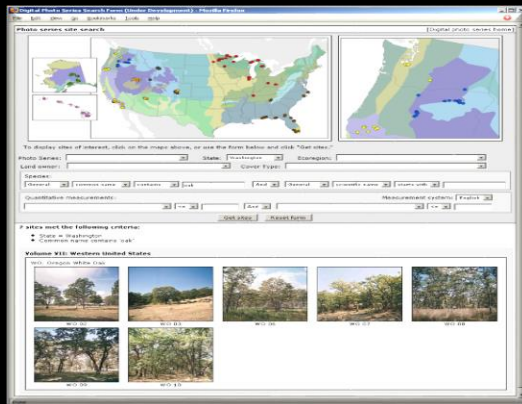 Digital Photo Series Search Form (Under Development) - Mozilla Firefox
File Edit View Go Bookmarks Tools Help
Photo series site search [Digital photo series home]
To display sites of interest, click on the maps above, or use the form below and click "Get sites."
Photo Series: State: Washington Ecoregion:
Land owner: Cover Type:
Species:
General common name contains oak And General scientific name starts with
Quantitative measurements: Measurement system: English
<= And <=
Get sites Reset form
7 sites met the following criteria:
State = Washington
Common name contains 'oak'
Volume VII: Western United States
WO: Oregon White Oak
WO 02 WO 03 WO 06 WO 07 WO 08
WO 09 WO 10